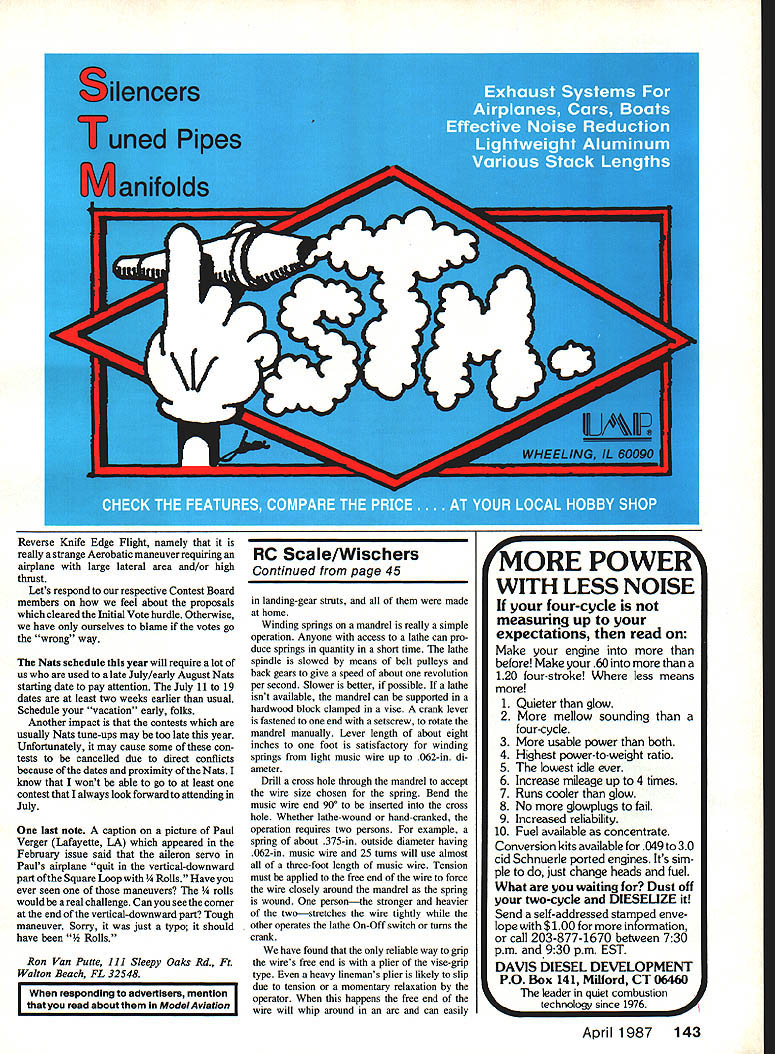 Silencers
Tuned Pipes
Manifolds
Exhaust Systems For
Airplanes, Cars, Boats
Effective Noise Reduction
Lightweight Aluminum
Various Stack Lengths
STM.
UMP®
WHEELING, IL 60090
CHECK THE FEATURES, COMPARE THE PRICE . . . . AT YOUR LOCAL HOBBY SHOP
Reverse Knife Edge Flight, namely that it is
really a strange Aerobatic maneuver requiring an
airplane with large lateral area and/or high
thrust.
Let's respond to our respective Contest Board
members on how we feel about the proposals
which cleared the Initial Vote hurdle. Otherwise,
we have only ourselves to blame if the votes go
the "wrong" way.
The Nats schedule this year will require a lot of
us who are used to a late July/early August Nats
starting date to pay attention. The July 11 to 19
dates are at least two weeks earlier than usual.
Schedule your "vacation" early, folks.
Another impact is that the contests which are
usually Nats tune-ups may be too late this year.
Unfortunately, it may cause some of these con-
tests to be cancelled due to direct conflicts
because of the dates and proximity of the Nats. I
know that I won't be able to go to at least one
contest that I always look forward to attending in
July.
One last note. A caption on a picture of Paul
Verger (Lafayette, LA) which appeared in the
February issue said that the aileron servo in
Paul's airplane "quit in the vertical-downward
part of the Square Loop with ¼ Rolls." Have you
ever seen one of those maneuvers? The ¼ rolls
would be a real challenge. Can you see the corner
at the end of the vertical-downward part? Tough
maneuver. Sorry, it was just a typo; it should
have been "½ Rolls."
Ron Van Putte, 111 Sleepy Oaks Rd., Ft.
Walton Beach, FL 32548.
When responding to advertisers, mention
that you read about them in Model Aviation
RC Scale/Wischers
Continued from page 45
in landing-gear struts, and all of them were made
at home.
Winding springs on a mandrel is really a simple
operation. Anyone with access to a lathe can pro-
duce springs in quantity in a short time. The lathe
spindle is slowed by means of belt pulleys and
back gears to give a speed of about one revolution
per second. Slower is better, if possible. If a lathe
isn't available, the mandrel can be supported in a
hardwood block clamped in a vise. A crank lever
is fastened to one end with a setscrew, to rotate the
mandrel manually. Lever length of about eight
inches to one foot is satisfactory for winding
springs from light music wire up to .062-in. di-
ameter.
Drill a cross hole through the mandrel to accept
the wire size chosen for the spring. Bend the
music wire end 90° to be inserted into the cross
hole. Whether lathe-wound or hand-cranked, the
operation requires two persons. For example, a
spring of about .375-in. outside diameter having
.062-in. music wire and 25 turns will use almost
all of a three-foot length of music wire. Tension
must be applied to the free end of the wire to force
the wire closely around the mandrel as the spring
is wound. One person—the stronger and heavier
of the two—stretches the wire tightly while the
other operates the lathe On-Off switch or turns the
crank.
We have found that the only reliable way to grip
the wire's free end is with a plier of the vise-grip
type. Even a heavy lineman's plier is likely to slip
due to tension or a momentary relaxation by the
operator. When this happens the free end of the
wire will whip around in an arc and can easily
MORE POWER
WITH LESS NOISE
If your four-cycle is not
measuring up to your
expectations, then read on:
Make your engine into more than
before! Make your .60 into more than a
1.20 four-stroke! Where less means
more!
1. Quieter than glow.
2. More mellow sounding than a
four-cycle.
3. More usable power than both.
4. Highest power-to-weight ratio.
5. The lowest idle ever.
6. Increase mileage up to 4 times.
7. Runs cooler than glow.
8. No more glowplugs to fail.
9. Increased reliability.
10. Fuel available as concentrate.
Conversion kits available for .049 to 3.0
cid Schnuerle ported engines. It's sim-
ple to do, just change heads and fuel.
What are you waiting for? Dust off
your two-cycle and DIESELIZE it!
Send a self-addressed stamped enve-
lope with $1.00 for more information,
or call 203-877-1670 between 7:30
p.m. and 9:30 p.m. EST.
DAVIS DIESEL DEVELOPMENT
P.O. Box 141, Milford, CT 06460
The leader in quiet combustion
technology since 1976.
April 1987 143